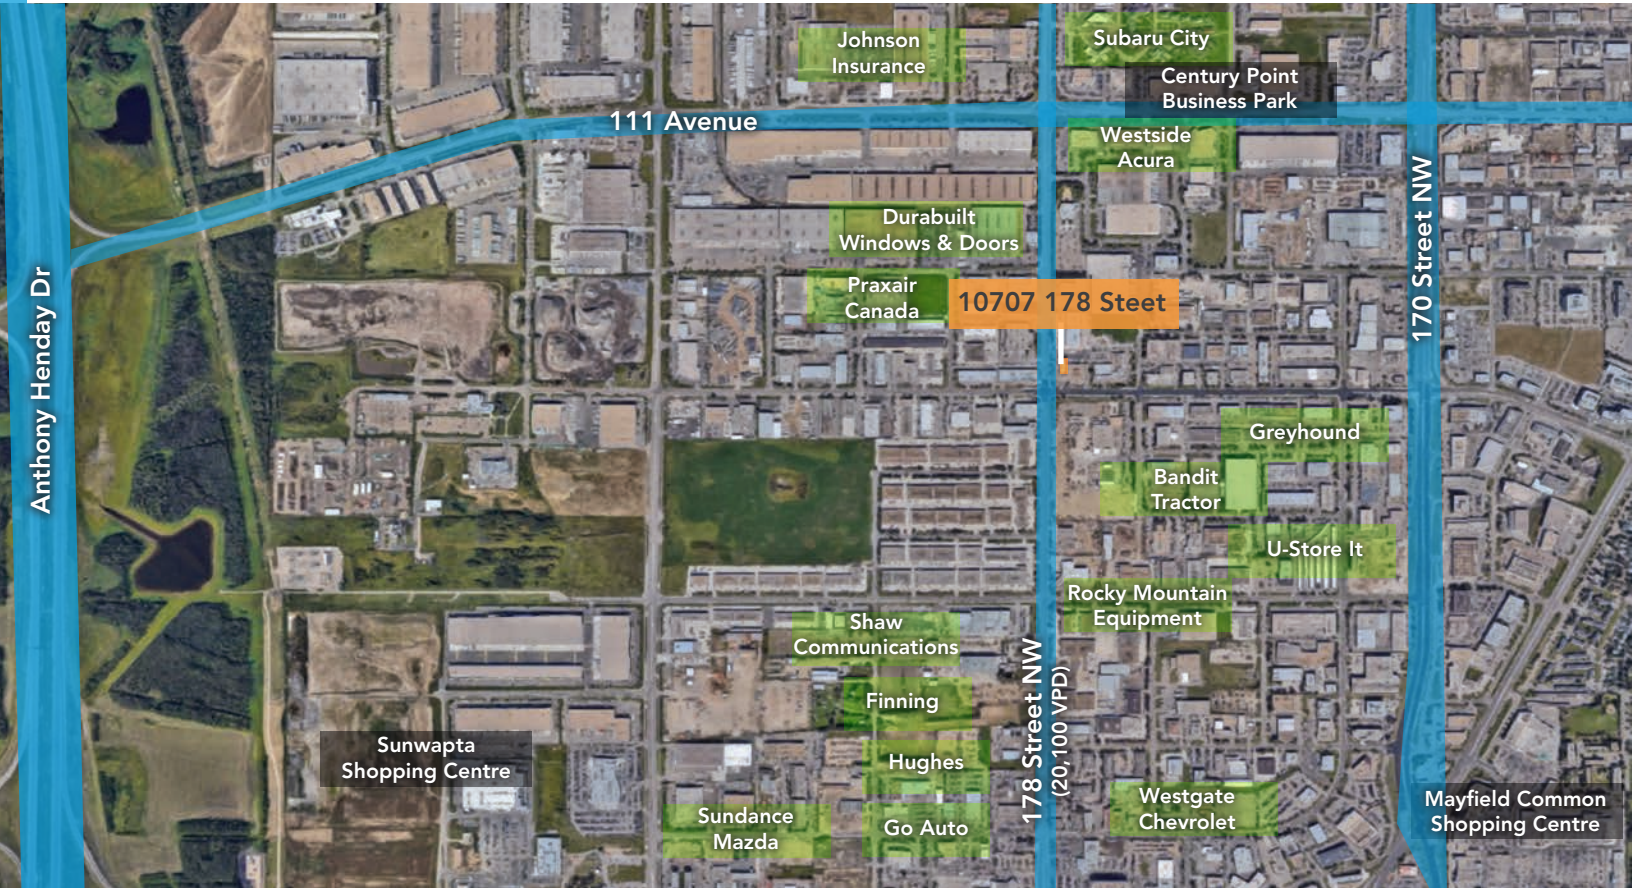 Johnson
Insurance
Subaru City
Century Point
Business Park
111 Avenue
Westside
Acura
170 Street NW
Durabuilt
Windows & Doors
Praxair
Canada
10707 178 Steet
Anthony Henday Dr
Greyhound
Bandit
Tractor
U-Store It
Rocky Mountain
Equipment
Shaw
Communications
178 Street NW
(20,100 VPD)
Finning
Sunwapta
Shopping Centre
Hughes
Westgate
Chevrolet
Mayfield Common
Shopping Centre
Sundance
Mazda
Go Auto